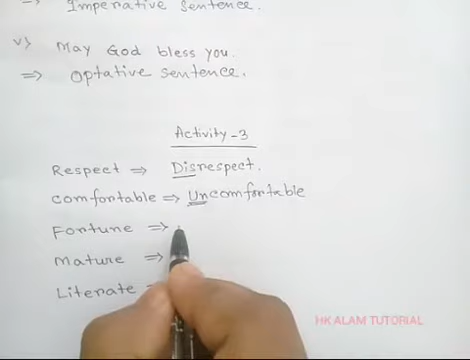 => Imperative Sentence.
v) May God bless you.
=> Optative Sentence.
Activity-3
Respect => Disrespect.
Comfortable => Uncomfortable
Fortune =>
Mature =>
Literate =
HK ALAM TUTORIAL